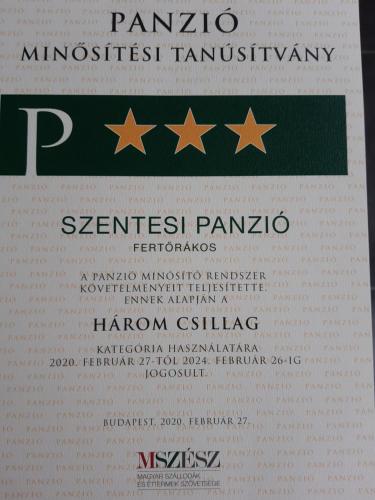 PANZIÓ
MINŐSÍTÉSI TANÚSÍTVÁNY
P
SZENTESI PANZIÓ
FERTŐRÁKOS
A PANZIÓ MINŐSÍTŐ RENDSZER
KÖVETELMÉNYEIT TELJESÍTETTE,
ENNEK ALAPJÁN A
HÁROM CSILLAG
KATEGÓRIA HASZNÁLATÁRA
2020. FEBRUÁR 27-TŐL 2024. FEBRUÁR 26-IG
JOGOSULT.
BUDAPEST, 2020. FEBRUÁR 27.
MSZÉSZ
MAGYAR SZÁLLODÁK
ÉS ÉTTERMEK SZÖVETSÉGE